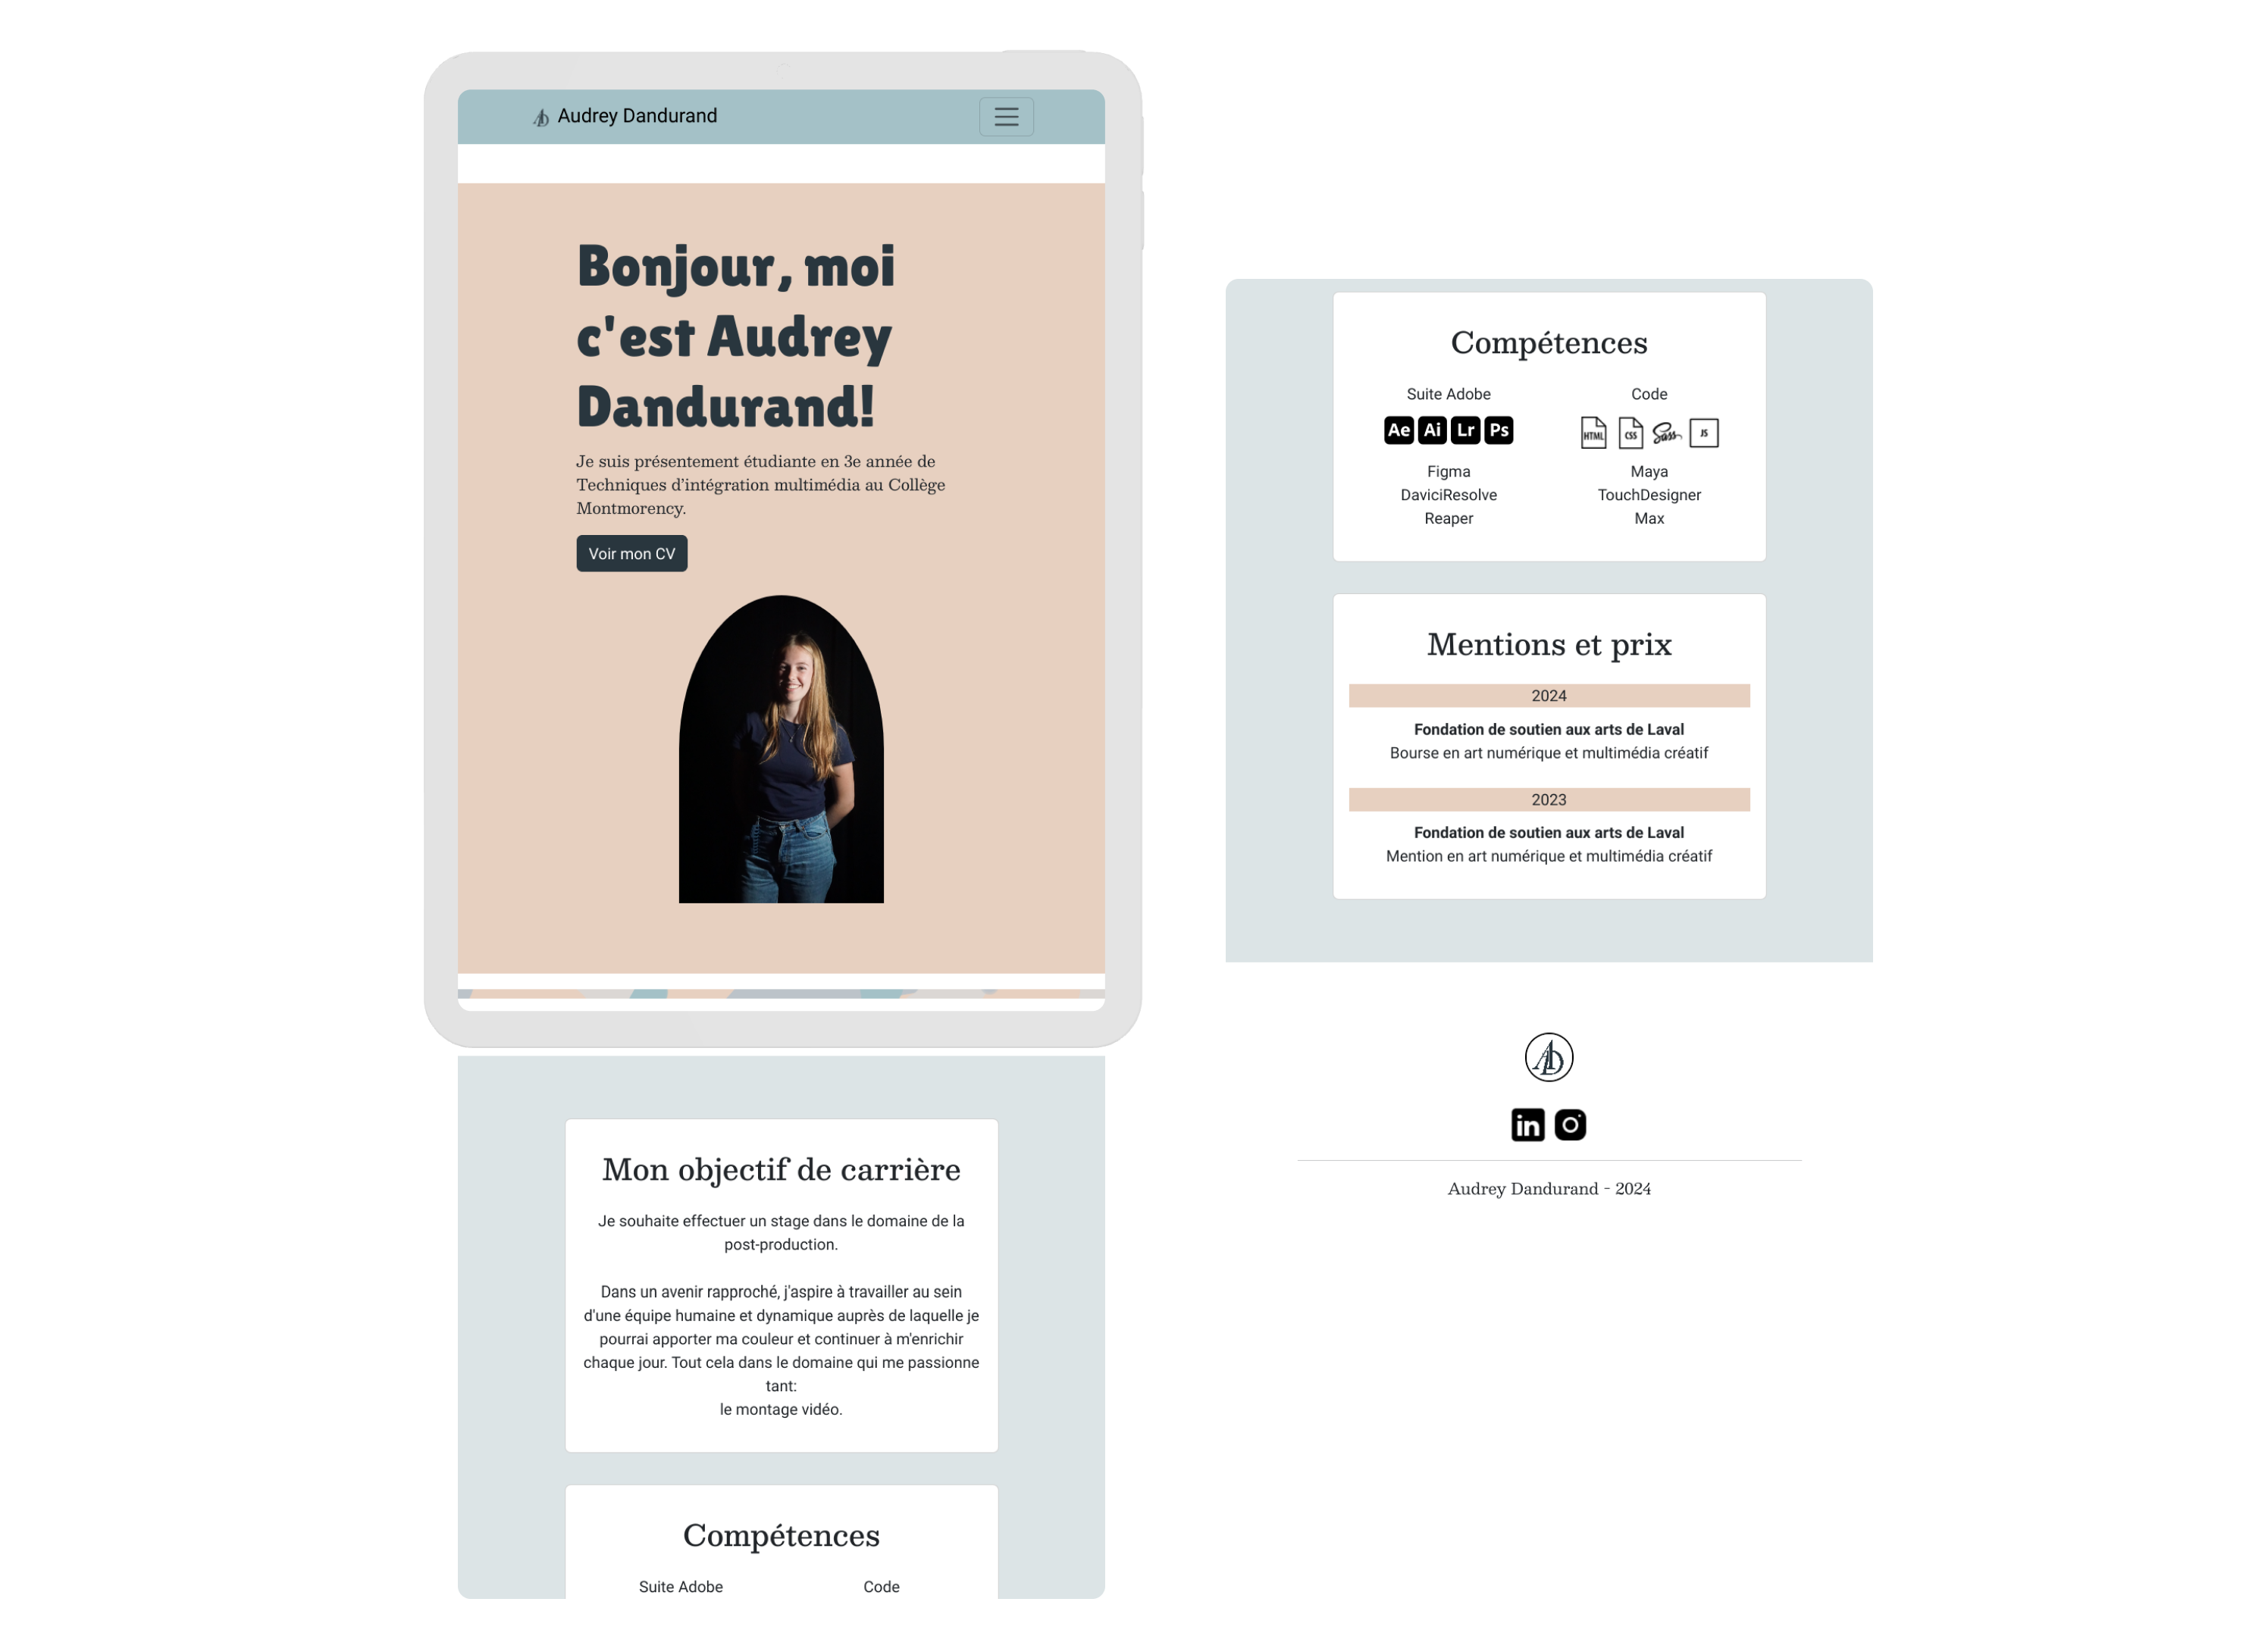 AD Audrey Dandurand
Bonjour, moi
c'est Audrey
Dandurand!
Je suis présentement étudiante en 3e année de
Techniques d'intégration multimédia au Collège
Montmorency.
Voir mon CV
Mon objectif de carrière
Je souhaite effectuer un stage dans le domaine de la
post-production.
Dans un avenir rapproché, j'aspire à travailler au sein
d'une équipe humaine et dynamique auprès de laquelle je
pourrai apporter ma couleur et continuer à m'enrichir
chaque jour. Tout cela dans le domaine qui me passionne
tant:
le montage vidéo.
Compétences
Suite Adobe Code
Compétences
Suite Adobe Code
Ae Ai Lr Ps HTML CSS Sass JS
Figma Maya
DaviciResolve TouchDesigner
Reaper Max
Mentions et prix
2024
Fondation de soutien aux arts de Laval
Bourse en art numérique et multimédia créatif
2023
Fondation de soutien aux arts de Laval
Mention en art numérique et multimédia créatif
AD
in
Audrey Dandurand - 2024